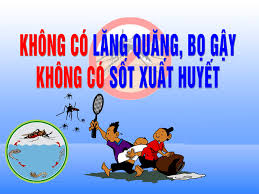 KHÔNG CÓ LĂNG QUĂNG, BỌ GẬY
KHÔNG CÓ SỐT XUẤT HUYẾT